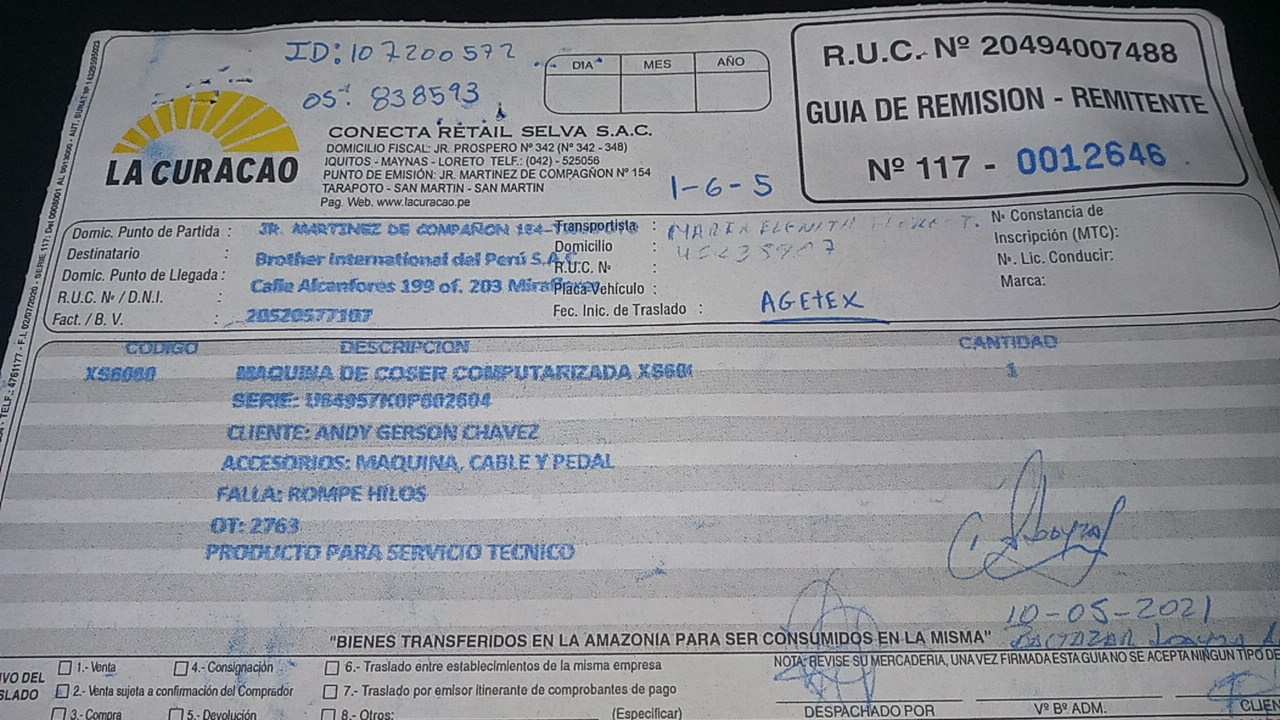 ID: 107200572
OS: 838593
DIA MES AÑO
R.U.C. Nº 20494007488
GUIA DE REMISION - REMITENTE
Nº 117 - 0012646
LA CURACAO
CONECTA RETAIL SELVA S.A.C.
DOMICILIO FISCAL: JR. PROSPERO Nº 342 (Nº 342 - 348)
IQUITOS - MAYNAS - LORETO TELF.: (042) - 525056
PUNTO DE EMISIÓN: JR. MARTINEZ DE COMPAGÑON Nº 154
TARAPOTO - SAN MARTIN - SAN MARTIN
Pag. Web. www.lacuracao.pe
1-6-5
Domic. Punto de Partida : JR. MARTINEZ DE COMPAÑON
Destinatario : Brother International del Perú S.A.C
Domic. Punto de Llegada : Calle Alcanfores 199 of. 203 Miraflores
R.U.C. Nº / D.N.I. : 20520577107
Fact. / B. V. :
Transportista :
Domicilio :
R.U.C. Nº :
Placa Vehículo :
Fec. Inic. de Traslado : AGETEX
Nº Constancia de
Inscripción (MTC):
Nº. Lic. Conducir:
Marca:
CODIGO DESCRIPCION CANTIDAD
XS6060 MAQUINA DE COSER COMPUTARIZADA XS60 1
SERIE: U64957K0P602604
CLIENTE: ANDY GERSON CHAVEZ
ACCESORIOS: MAQUINA, CABLE Y PEDAL
FALLA: ROMPE HILOS
OT: 2763
PRODUCTO PARA SERVICIO TECNICO
10-05-2021
"BIENES TRANSFERIDOS EN LA AMAZONIA PARA SER CONSUMIDOS EN LA MISMA"
NOTA: REVISE SU MERCADERIA, UNA VEZ FIRMADA ESTA GUIA NO SE ACEPTA NINGUN TIPO DE
1.- Venta 4.- Consignación 6.- Traslado entre establecimientos de la misma empresa
2.- Venta sujeta a confirmación del Comprador 7.- Traslado por emisor itinerante de comprobantes de pago
3.- Compra 5.- Devolución 8.- Otros: (Especificar)
DESPACHADO POR Vº Bº ADM. CLIEN